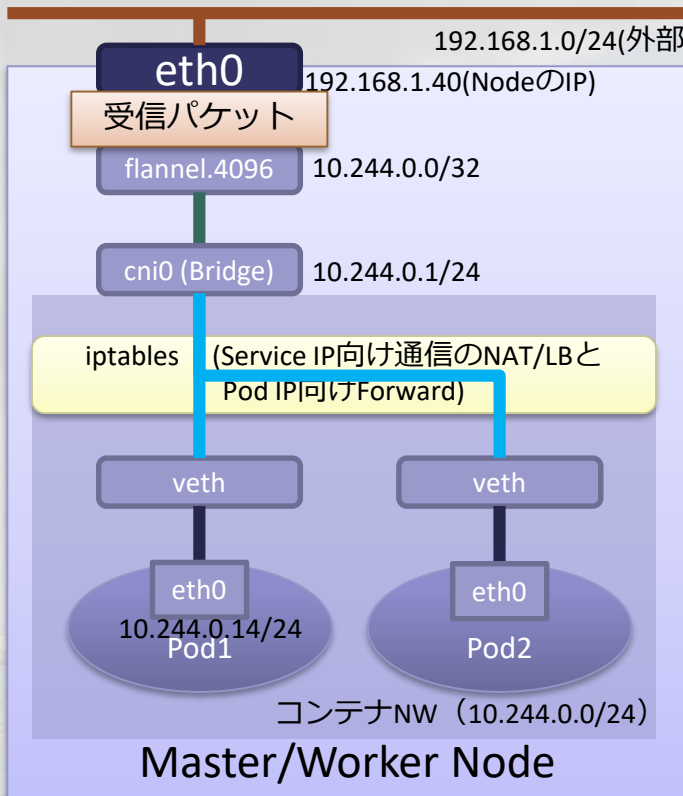 192.168.1.0/24(外部
eth0
192.168.1.40(NodeのIP)
受信パケット
flannel.4096
10.244.0.0/32
cni0 (Bridge)
10.244.0.1/24
iptables (Service IP向け通信のNAT/LBと
Pod IP向けForward)
veth
veth
eth0
eth0
10.244.0.14/24
Pod1
Pod2
コンテナNW（10.244.0.0/24）
Master/Worker Node